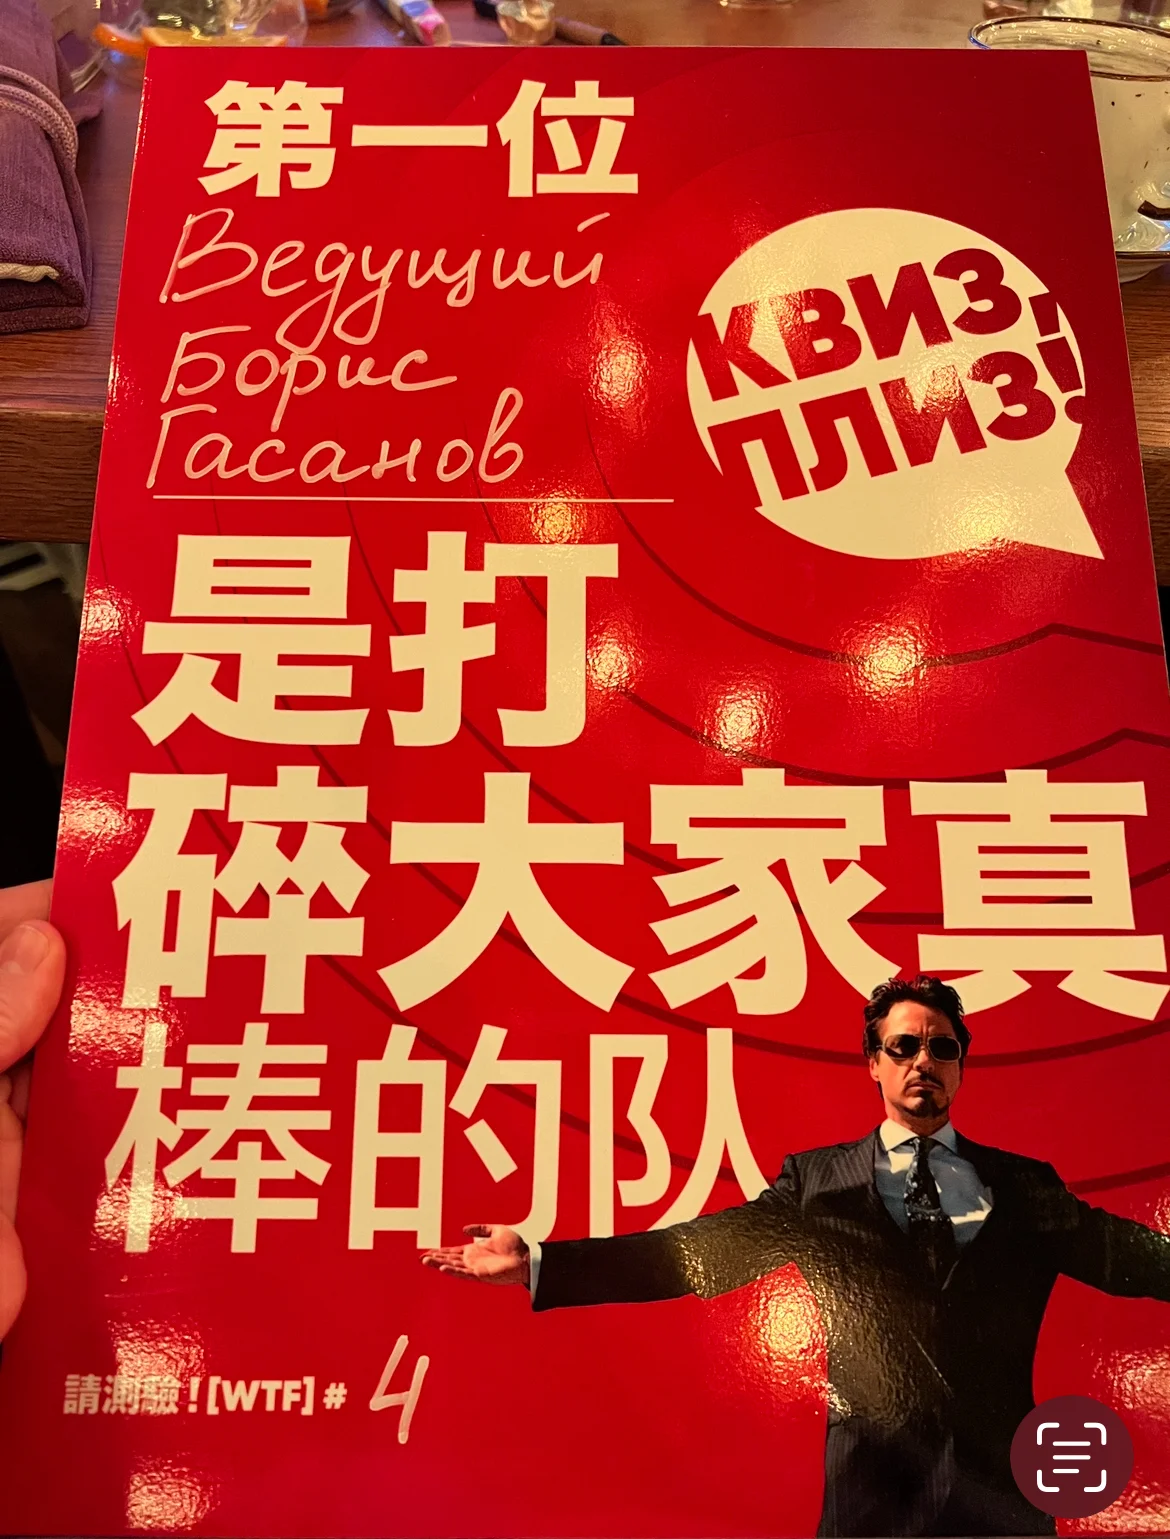 第一位
Ведущий
Борис
Гасанов
КВИЗ,
ПЛИЗ!
是打
碎大家真
棒的队
請測驗！[WTF] # 4